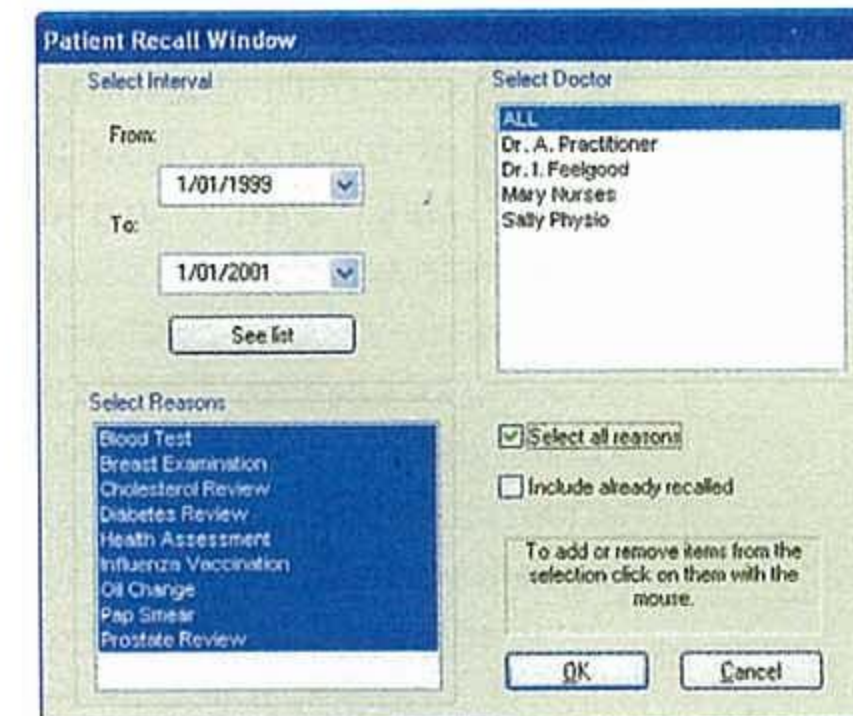 Patient Recall Window
Select Interval
From:
1/01/1999
To:
1/01/2001
See list
Select Doctor
ALL
Dr. A. Practitioner
Dr. I. Feelgood
Mary Nurses
Sally Physio
Select Reasons
Blood Test
Breast Examination
Cholesterol Review
Diabetes Review
Health Assessment
Influenza Vaccination
Oil Change
Pap Smear
Prostate Review
Select all reasons
Include already recalled
To add or remove items from the
selection click on them with the
mouse.
OK
Cancel